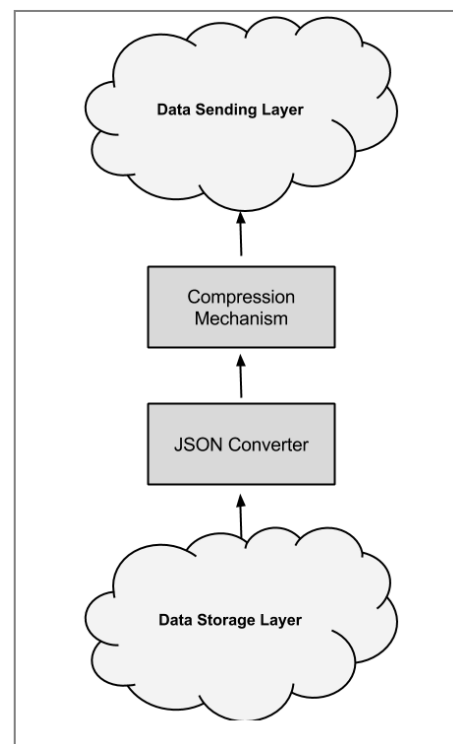 Data Sending Layer
Compression
Mechanism
JSON Converter
Data Storage Layer